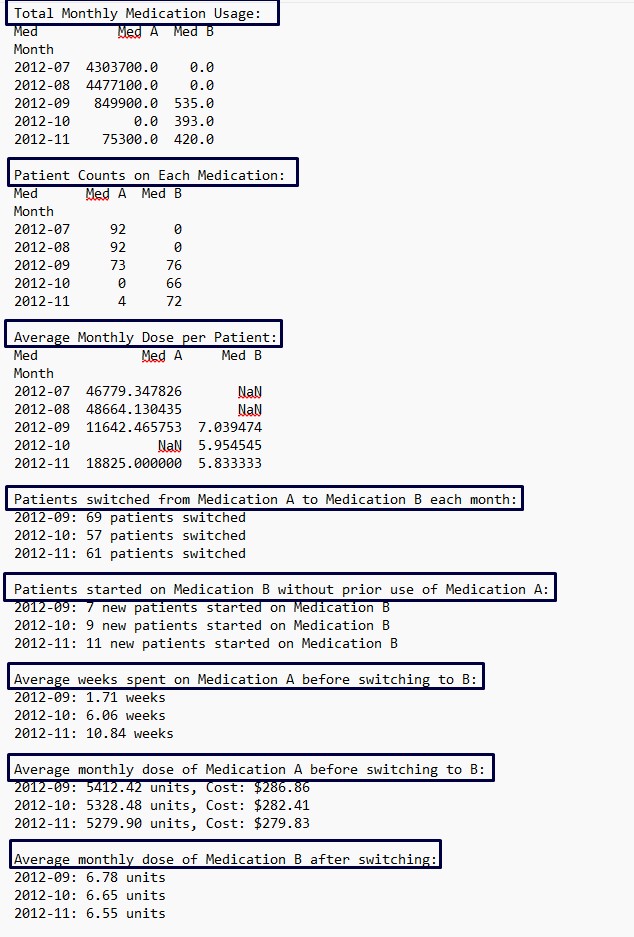 Total Monthly Medication Usage:
Med Med A Med B
Month
2012-07 4303700.0 0.0
2012-08 4477100.0 0.0
2012-09 849900.0 535.0
2012-10 0.0 393.0
2012-11 75300.0 420.0
Patient Counts on Each Medication:
Med Med A Med B
Month
2012-07 92 0
2012-08 92 0
2012-09 73 76
2012-10 0 66
2012-11 4 72
Average Monthly Dose per Patient:
Med Med A Med B
Month
2012-07 46779.347826 NaN
2012-08 48664.130435 NaN
2012-09 11642.465753 7.039474
2012-10 NaN 5.954545
2012-11 18825.000000 5.833333
Patients switched from Medication A to Medication B each month:
2012-09: 69 patients switched
2012-10: 57 patients switched
2012-11: 61 patients switched
Patients started on Medication B without prior use of Medication A:
2012-09: 7 new patients started on Medication B
2012-10: 9 new patients started on Medication B
2012-11: 11 new patients started on Medication B
Average weeks spent on Medication A before switching to B:
2012-09: 1.71 weeks
2012-10: 6.06 weeks
2012-11: 10.84 weeks
Average monthly dose of Medication A before switching to B:
2012-09: 5412.42 units, Cost: $286.86
2012-10: 5328.48 units, Cost: $282.41
2012-11: 5279.90 units, Cost: $279.83
Average monthly dose of Medication B after switching:
2012-09: 6.78 units
2012-10: 6.65 units
2012-11: 6.55 units